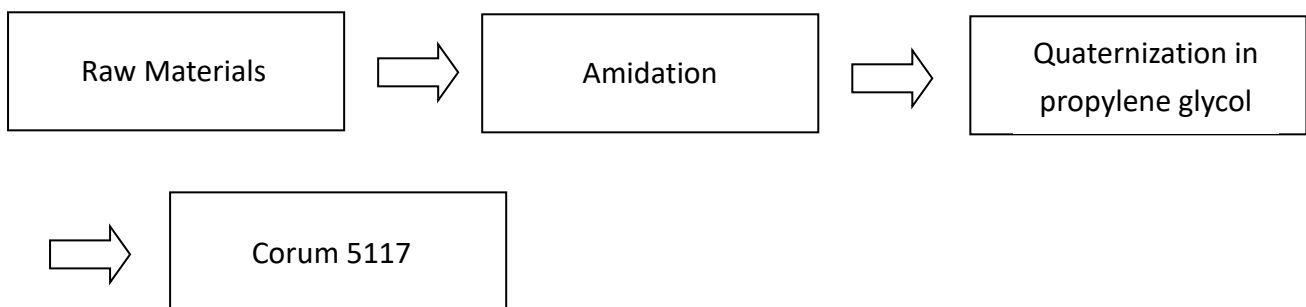 Raw Materials
Amidation
Quaternization in
propylene glycol
Corum 5117